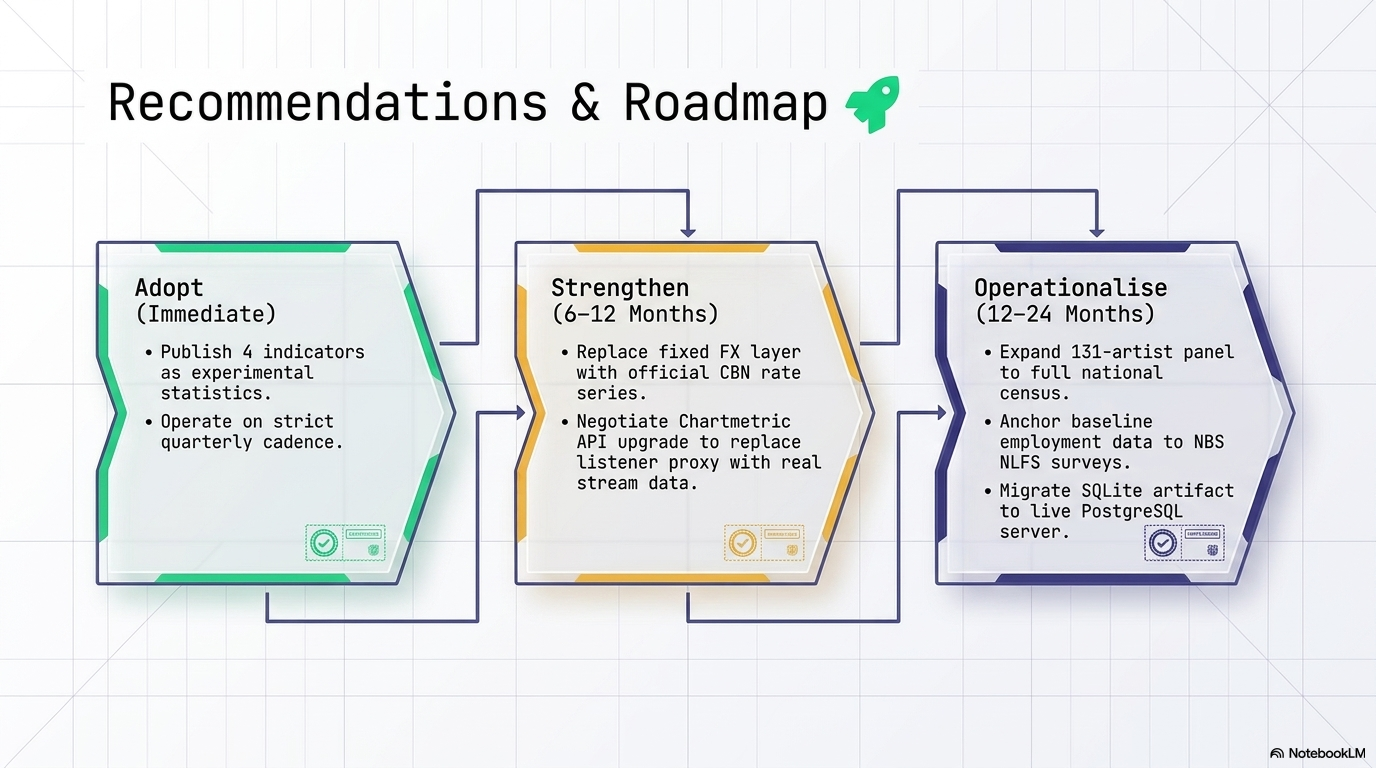 Recommendations & Roadmap
Adopt
(Immediate)
• Publish 4 indicators
as experimental
statistics.
• Operate on strict
quarterly cadence.
Strengthen
(6–12 Months)
• Replace fixed FX layer
with official CBN rate
series.
• Negotiate Chartmetric
API upgrade to replace
listener proxy with real
stream data.
Operationalise
(12–24 Months)
• Expand 131-artist panel
to full national
census.
• Anchor baseline
employment data to NBS
NLFS surveys.
• Migrate SQLite artifact
to live PostgreSQL
server.
NotebookLM